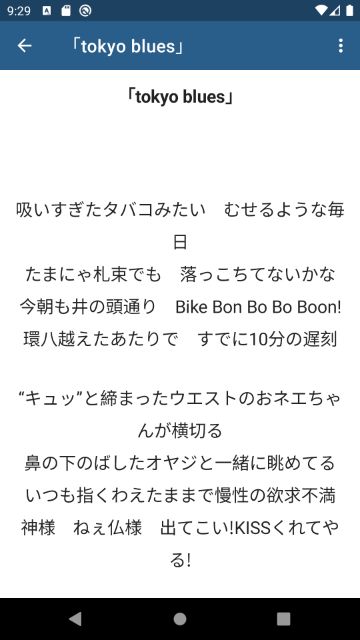 9:29
「tokyo blues」
「tokyo blues」
吸いすぎたタバコみたい　むせるような毎
日
たまにゃ札束でも　落っこちてないかな
今朝も井の頭通り　Bike Bon Bo Bo Boon!
環八越えたあたりで　すでに10分の遅刻
“キュッ”と締まったウエストのおネエちゃ
んが横切る
鼻の下のばしたオヤジと一緒に眺めてる
いつも指くわえたままで慢性の欲求不満
神様　ねぇ仏様　出てこい!KISSくれてや
る!